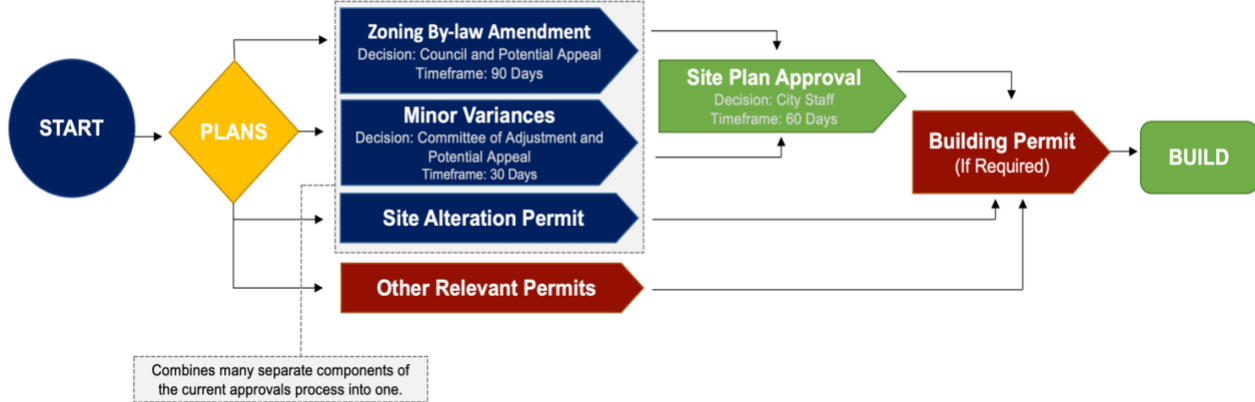 START
PLANS
Zoning By-law Amendment
Decision: Council and Potential Appeal
Timeframe: 90 Days
Minor Variances
Decision: Committee of Adjustment and
Potential Appeal
Timeframe: 30 Days
Site Alteration Permit
Other Relevant Permits
Site Plan Approval
Decision: City Staff
Timeframe: 60 Days
Building Permit
(If Required)
BUILD
Combines many separate components of
the current approvals process into one.